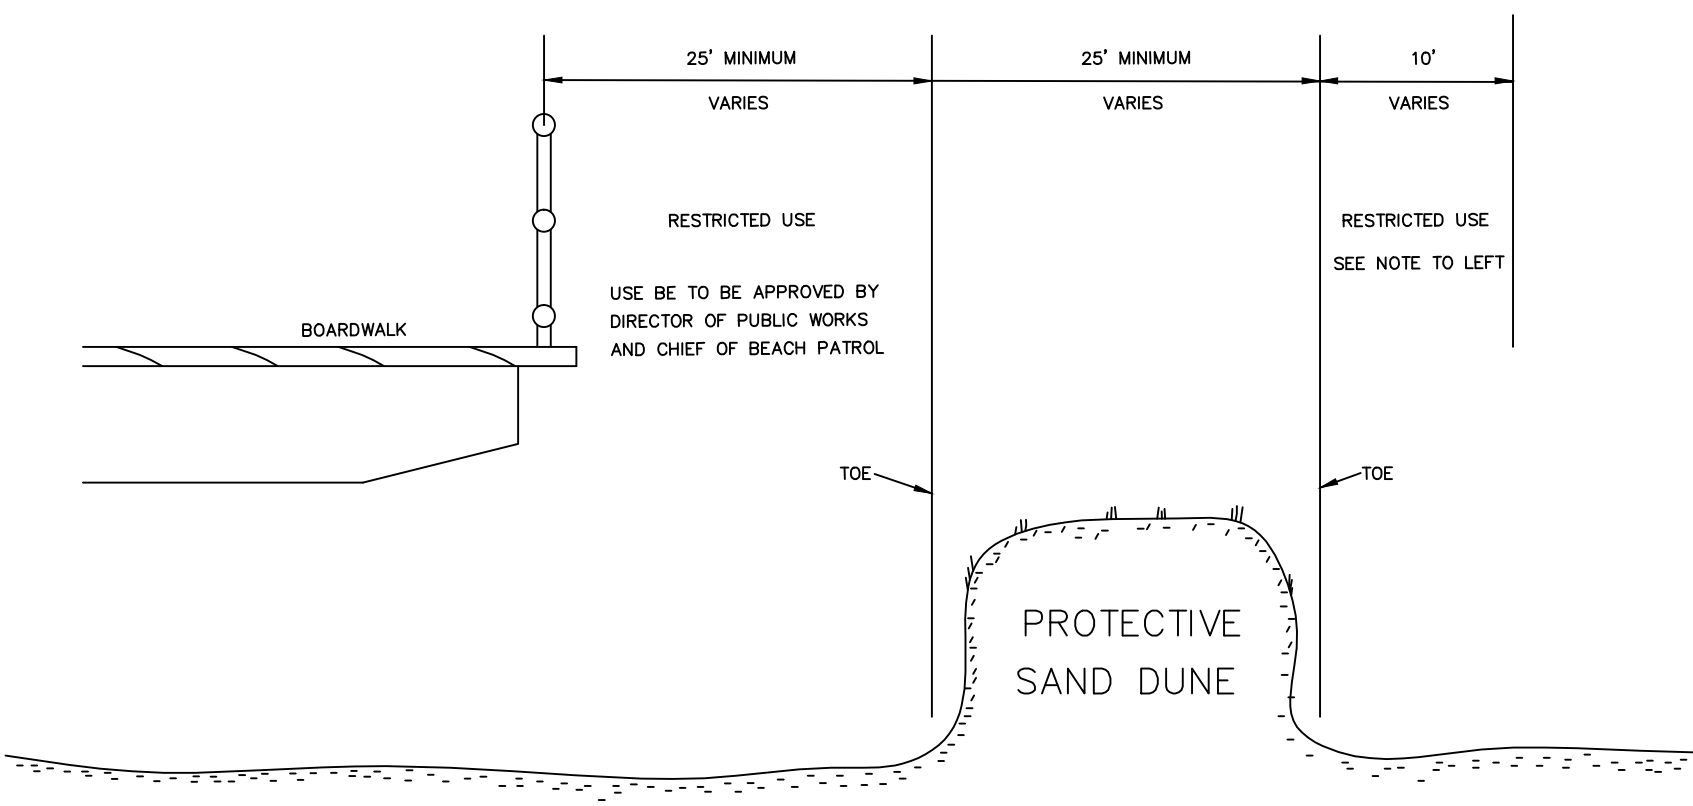 25' MINIMUM
VARIES
25' MINIMUM
VARIES
10'
VARIES
RESTRICTED USE
USE BE TO BE APPROVED BY
DIRECTOR OF PUBLIC WORKS
AND CHIEF OF BEACH PATROL
RESTRICTED USE
SEE NOTE TO LEFT
BOARDWALK
TOE
TOE
PROTECTIVE
SAND DUNE